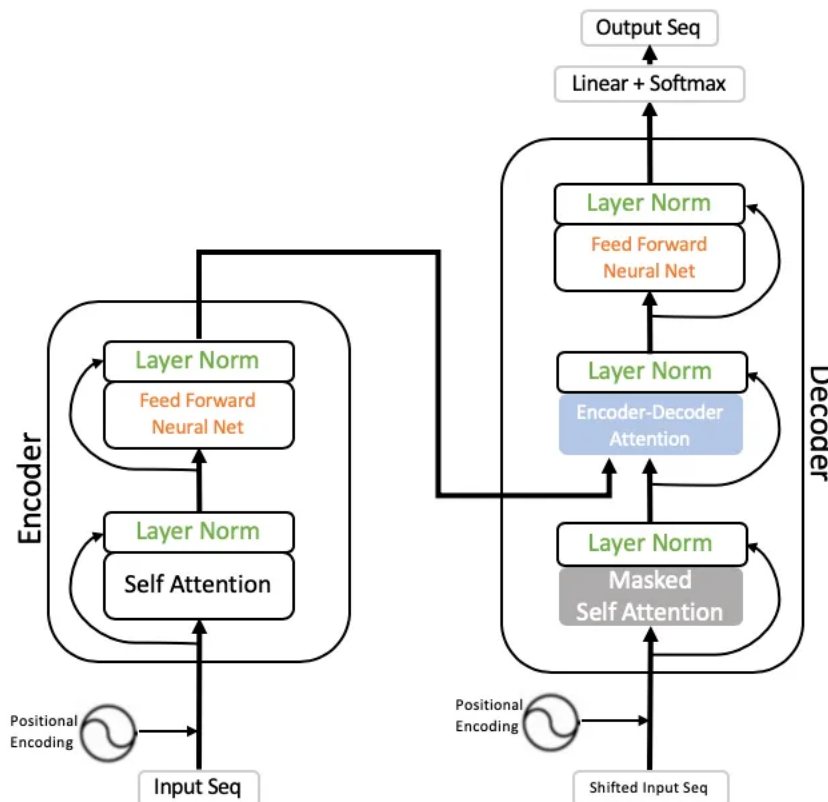 Output Seq
Linear + Softmax
Layer Norm
Feed Forward
Neural Net
Layer Norm
Encoder-Decoder
Attention
Layer Norm
Masked
Self Attention
Decoder
Positional
Encoding
Shifted Input Seq
Layer Norm
Feed Forward
Neural Net
Layer Norm
Self Attention
Encoder
Positional
Encoding
Input Seq